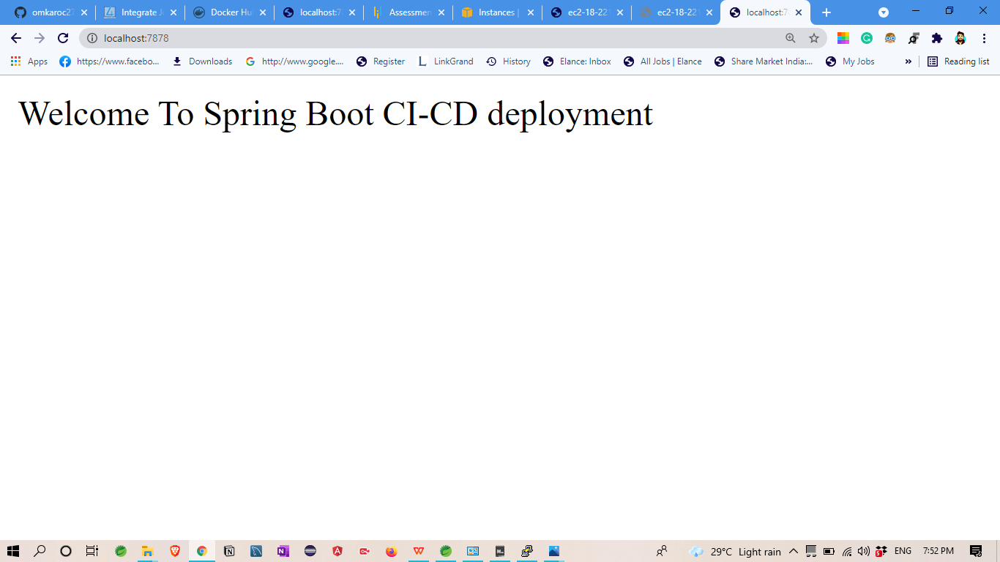 omkaroc27
Integrate J
Docker Hu
localhost:7
Assessmen
Instances |
ec2-18-221
ec2-18-221
localhost:7
localhost:7878
Apps
https://www.facebo...
Downloads
http://www.google....
Register
LinkGrand
History
Elance: Inbox
All Jobs | Elance
Share Market India:...
My Jobs
»
Reading list
Welcome To Spring Boot CI-CD deployment
29°C Light rain
ENG
7:52 PM